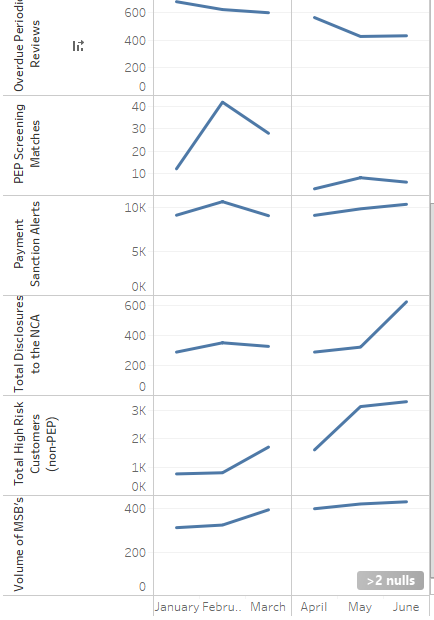 Overdue Periodic
Reviews
600
400
200
0
PEP Screening
Matches
40
30
20
10
Payment
Sanction Alerts
10K
5K
0K
Total Disclosures
to the NCA
600
400
200
0
Total High Risk
Customers
(non-PEP)
3K
2K
1K
0K
Volume of MSB's
400
200
0
>2 nulls
January Febru.. March April May June